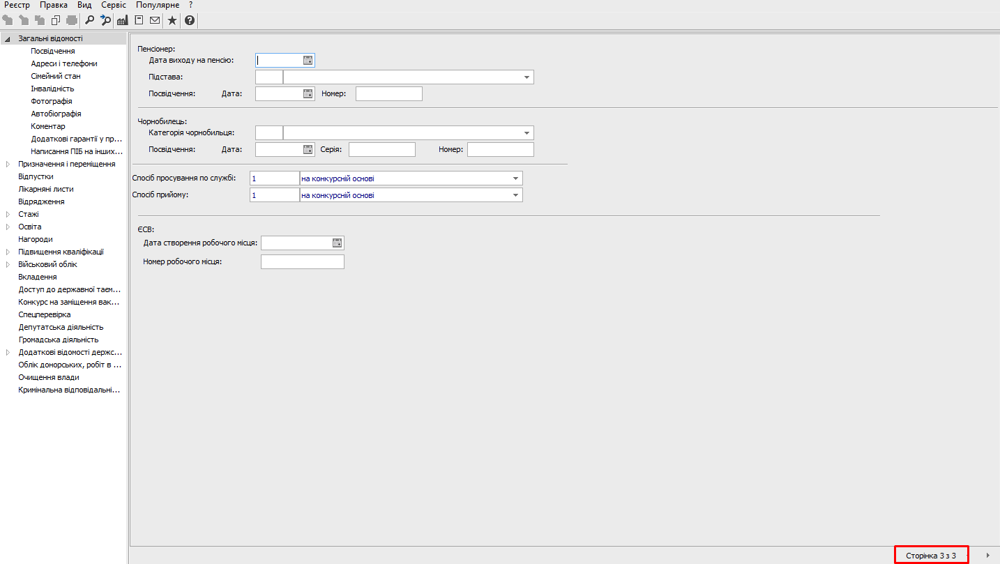 Реєстр Правка Вид Сервіс Популярне ?
Загальні відомості
Посвідчення
Адреси і телефони
Сімейний стан
Інвалідність
Фотографія
Автобіографія
Коментар
Додаткові гарантії у пр...
Написання ПІБ на інших...
Призначення і переміщення
Відпустки
Лікарняні листи
Відрядження
Стажі
Освіта
Нагороди
Підвищення кваліфікації
Військовий облік
Вкладення
Доступ до державної таєм...
Конкурс на заміщення вак...
Спецперевірка
Депутатська діяльність
Громадська діяльність
Додаткові відомості держс...
Облік донорських, робіт в ...
Очищення влади
Кримінальна відповідальні...
Пенсіонер:
Дата виходу на пенсію:
Підстава:
Посвідчення: Дата: Номер:
Чорнобилець:
Категорія чорнобильця:
Посвідчення: Дата: Серія: Номер:
Спосіб просування по службі: 1 на конкурсній основі
Спосіб прийому: 1 на конкурсній основі
ЄСВ:
Дата створення робочого місця:
Номер робочого місця:
Сторінка 3 з 3